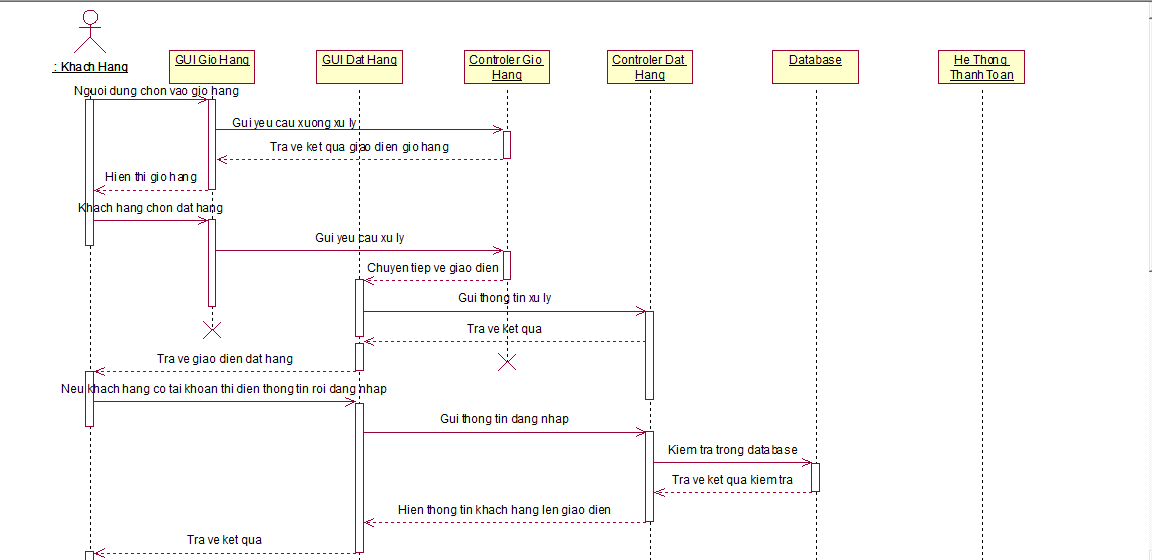 : Khach Hang
GUI Gio Hang
GUI Dat Hang
Controler Gio
Hang
Controler Dat
Hang
Database
He Thong
Thanh Toan
Nguoi dung chon vao gio hang
Gui yeu cau xuong xu ly
Tra ve ket qua giao dien gio hang
Hien thi gio hang
Khach hang chon dat hang
Gui yeu cau xu ly
Chuyen tiep ve giao dien
Gui thong tin xu ly
Tra ve ket qua
Tra ve giao dien dat hang
Neu khach hang co tai khoan thi dien thong tin roi dang nhap
Gui thong tin dang nhap
Kiem tra trong database
Tra ve ket qua kiem tra
Hien thong tin khach hang len giao dien
Tra ve ket qua